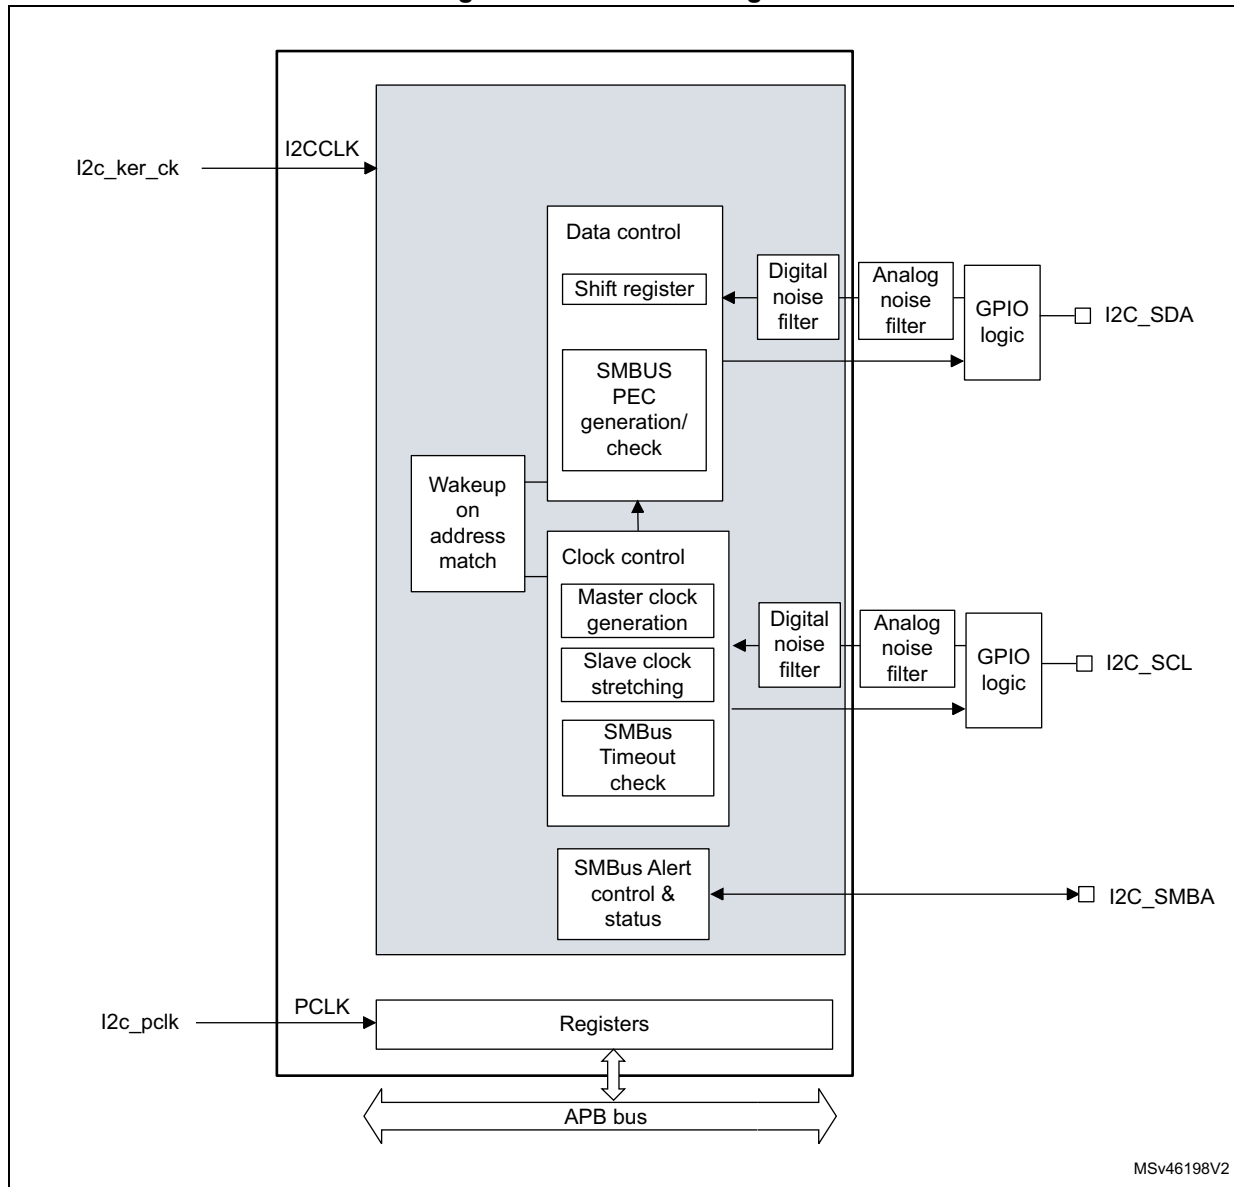 I2CCLK
I2c_ker_ck
Data control
Shift register
SMBUS
PEC
generation/
check
Digital
noise
filter
Analog
noise
filter
GPIO
logic
I2C_SDA
Wakeup
on
address
match
Clock control
Master clock
generation
Slave clock
stretching
SMBus
Timeout
check
Digital
noise
filter
Analog
noise
filter
GPIO
logic
I2C_SCL
SMBus Alert
control &
status
I2C_SMBA
PCLK
I2c_pclk
Registers
APB bus
MSv46198V2